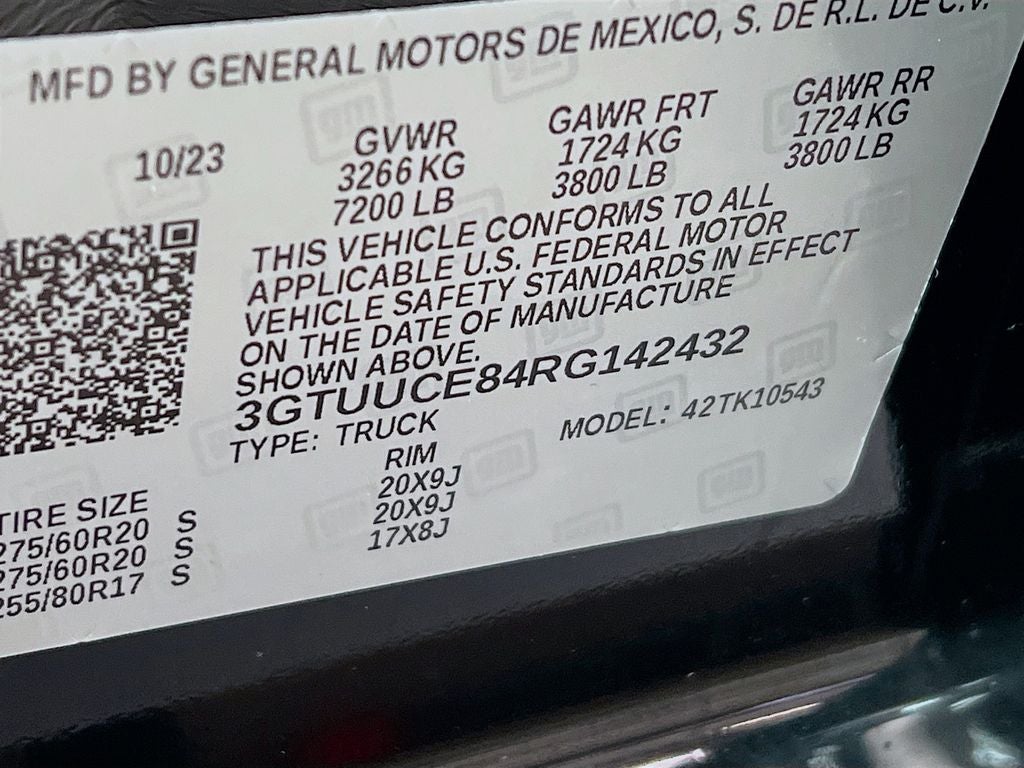 MFD BY GENERAL MOTORS DE MEXICO, S. DE R.L. DE C.V.
10/23
GVWR
3266 KG
7200 LB
GAWR FRT
1724 KG
3800 LB
GAWR RR
1724 KG
3800 LB
THIS VEHICLE CONFORMS TO ALL
APPLICABLE U.S. FEDERAL MOTOR
VEHICLE SAFETY STANDARDS IN EFFECT
ON THE DATE OF MANUFACTURE
SHOWN ABOVE.
3GTUUCE84RG142432
TYPE: TRUCK
MODEL: 42TK10543
TIRE SIZE
275/60R20 S
275/60R20 S
255/80R17 S
RIM
20X9J
20X9J
17X8J